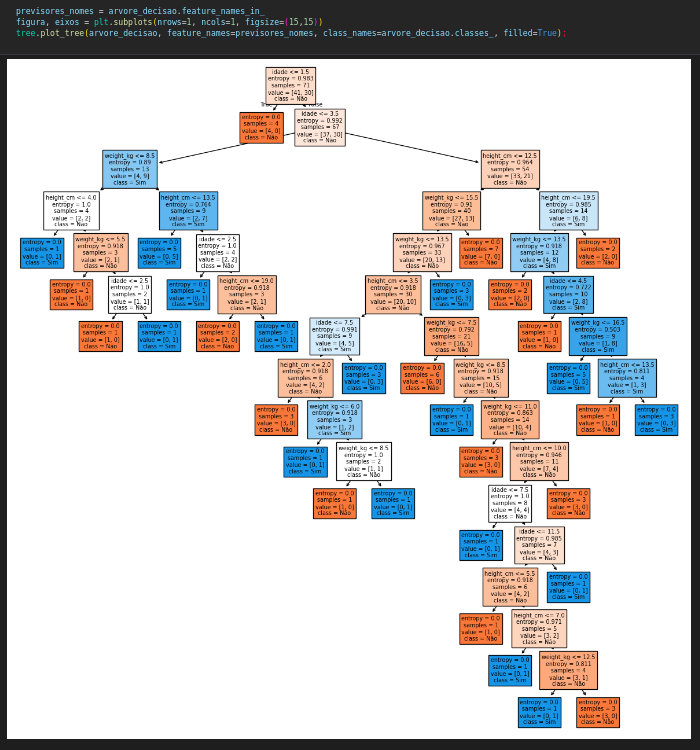 previsores_nomes = arvore_decisao.feature_names_in_
figura, eixos = plt.subplots(nrows=1, ncols=1, figsize=(15,15))
tree.plot_tree(arvore_decisao, feature_names=previsores_nomes, class_names=arvore_decisao.classes_, filled=True);
idade <= 1.5
entropy = 0.983
samples = 71
value = [41, 30]
class = Não
entropy = 0.0
samples = 4
value = [4, 0]
class = Não
idade <= 3.5
entropy = 0.992
samples = 67
value = [37, 30]
class = Não
weight_kg <= 8.5
entropy = 0.89
samples = 13
value = [4, 9]
class = Sim
height_cm <= 12.5
entropy = 0.964
samples = 54
value = [33, 21]
class = Não
height_cm <= 4.0
entropy = 1.0
samples = 4
value = [2, 2]
class = Não
height_cm <= 13.5
entropy = 0.764
samples = 9
value = [2, 7]
class = Sim
weight_kg <= 15.5
entropy = 0.91
samples = 40
value = [27, 13]
class = Não
height_cm <= 19.5
entropy = 0.985
samples = 14
value = [6, 8]
class = Sim
entropy = 0.0
samples = 1
value = [0, 1]
class = Sim
weight_kg <= 5.5
entropy = 0.918
samples = 3
value = [2, 1]
class = Não
entropy = 0.0
samples = 5
value = [0, 5]
class = Sim
idade <= 2.5
entropy = 1.0
samples = 4
value = [2, 2]
class = Não
weight_kg <= 13.5
entropy = 0.967
samples = 33
value = [20, 13]
class = Não
entropy = 0.0
samples = 7
value = [7, 0]
class = Não
weight_kg <= 13.5
entropy = 0.918
samples = 12
value = [4, 8]
class = Sim
entropy = 0.0
samples = 2
value = [2, 0]
class = Não
entropy = 0.0
samples = 1
value = [1, 0]
class = Não
idade <= 2.5
entropy = 1.0
samples = 2
value = [1, 1]
class = Não
entropy = 0.0
samples = 1
value = [0, 1]
class = Sim
height_cm <= 19.0
entropy = 0.918
samples = 3
value = [2, 1]
class = Não
height_cm <= 3.5
entropy = 0.918
samples = 30
value = [20, 10]
class = Não
entropy = 0.0
samples = 3
value = [0, 3]
class = Sim
entropy = 0.0
samples = 2
value = [2, 0]
class = Não
idade <= 4.5
entropy = 0.722
samples = 10
value = [2, 8]
class = Sim
entropy = 0.0
samples = 1
value = [1, 0]
class = Não
entropy = 0.0
samples = 1
value = [0, 1]
class = Sim
entropy = 0.0
samples = 2
value = [2, 0]
class = Não
entropy = 0.0
samples = 1
value = [0, 1]
class = Sim
idade <= 7.5
entropy = 0.991
samples = 9
value = [4, 5]
class = Sim
weight_kg <= 7.5
entropy = 0.792
samples = 21
value = [16, 5]
class = Não
entropy = 0.0
samples = 1
value = [1, 0]
class = Não
weight_kg <= 16.5
entropy = 0.503
samples = 9
value = [1, 8]
class = Sim
height_cm <= 2.0
entropy = 0.918
samples = 6
value = [4, 2]
class = Não
entropy = 0.0
samples = 3
value = [0, 3]
class = Sim
entropy = 0.0
samples = 6
value = [6, 0]
class = Não
weight_kg <= 8.5
entropy = 0.918
samples = 15
value = [10, 5]
class = Não
entropy = 0.0
samples = 5
value = [0, 5]
class = Sim
height_cm <= 13.5
entropy = 0.811
samples = 4
value = [1, 3]
class = Sim
entropy = 0.0
samples = 3
value = [3, 0]
class = Não
weight_kg <= 6.0
entropy = 0.918
samples = 3
value = [1, 2]
class = Sim
entropy = 0.0
samples = 1
value = [0, 1]
class = Sim
weight_kg <= 11.0
entropy = 0.863
samples = 14
value = [10, 4]
class = Não
entropy = 0.0
samples = 1
value = [1, 0]
class = Não
entropy = 0.0
samples = 3
value = [0, 3]
class = Sim
entropy = 0.0
samples = 1
value = [0, 1]
class = Sim
weight_kg <= 8.5
entropy = 1.0
samples = 2
value = [1, 1]
class = Não
entropy = 0.0
samples = 3
value = [3, 0]
class = Não
height_cm <= 10.0
entropy = 0.946
samples = 11
value = [7, 4]
class = Não
entropy = 0.0
samples = 1
value = [1, 0]
class = Não
entropy = 0.0
samples = 1
value = [0, 1]
class = Sim
idade <= 7.5
entropy = 1.0
samples = 8
value = [4, 4]
class = Não
entropy = 0.0
samples = 3
value = [3, 0]
class = Não
entropy = 0.0
samples = 1
value = [0, 1]
class = Sim
idade <= 11.5
entropy = 0.985
samples = 7
value = [4, 3]
class = Não
height_cm <= 5.5
entropy = 0.918
samples = 6
value = [4, 2]
class = Não
entropy = 0.0
samples = 1
value = [0, 1]
class = Sim
entropy = 0.0
samples = 1
value = [1, 0]
class = Não
height_cm <= 7.0
entropy = 0.971
samples = 5
value = [3, 2]
class = Não
entropy = 0.0
samples = 1
value = [0, 1]
class = Sim
weight_kg <= 12.5
entropy = 0.811
samples = 4
value = [3, 1]
class = Não
entropy = 0.0
samples = 1
value = [0, 1]
class = Sim
entropy = 0.0
samples = 3
value = [3, 0]
class = Não